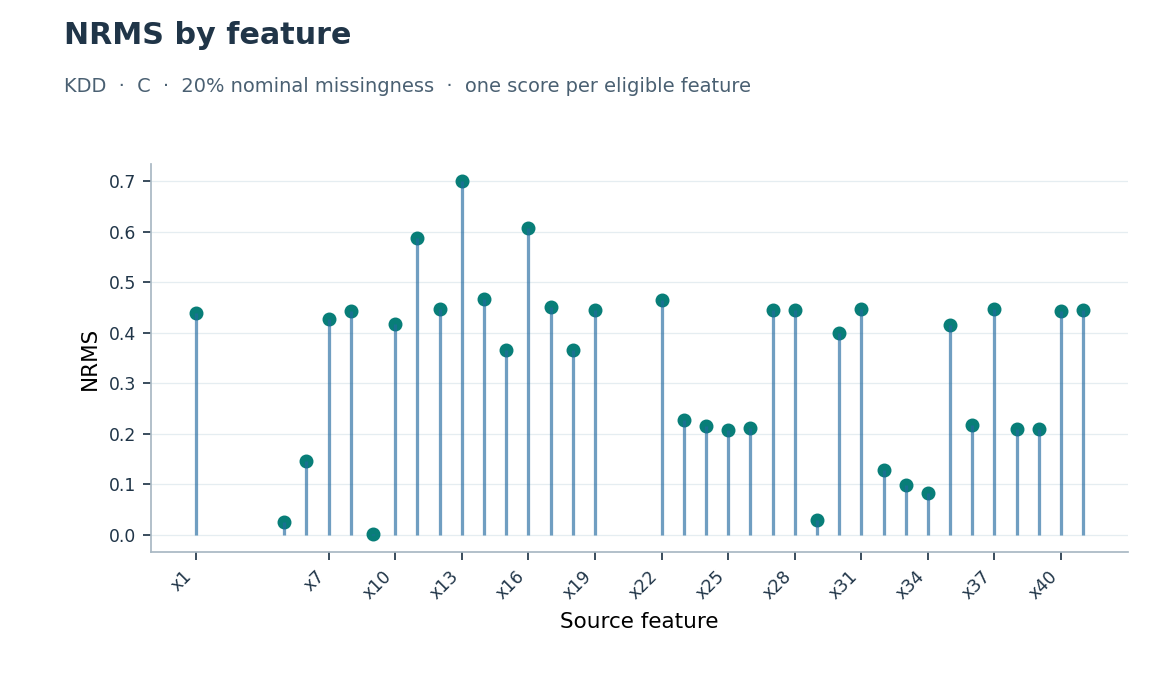 NRMS by feature
KDD · C · 20% nominal missingness · one score per eligible feature
0.7
0.6
0.5
0.4
0.3
0.2
0.1
0.0
NRMS
x1 x7 x10 x13 x16 x19 x22 x25 x28 x31 x34 x37 x40
Source feature